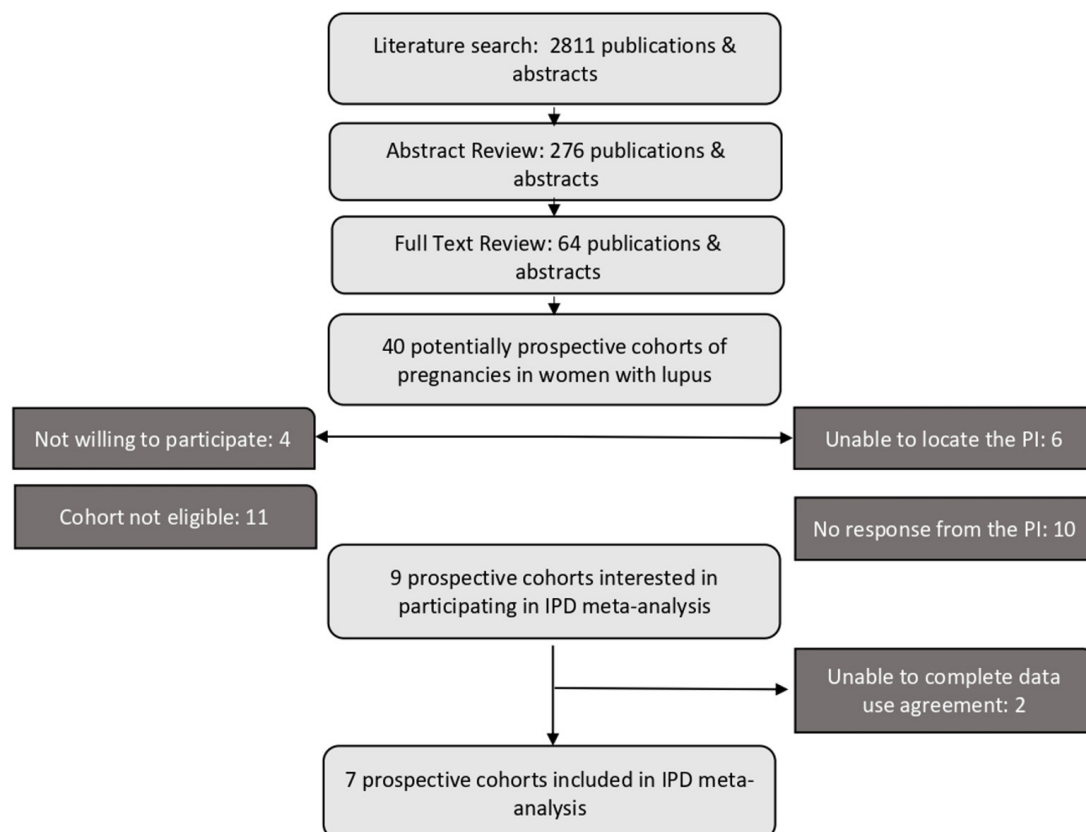 Literature search:  2811 publications &
abstracts
Abstract Review: 276 publications &
abstracts
Full Text Review: 64 publications &
abstracts
40 potentially prospective cohorts of
pregnancies in women with lupus
Not willing to participate: 4
Unable to locate the PI: 6
Cohort not eligible: 11
No response from the PI: 10
9 prospective cohorts interested in
participating in IPD meta-analysis
Unable to complete data
use agreement: 2
7 prospective cohorts included in IPD meta-
analysis